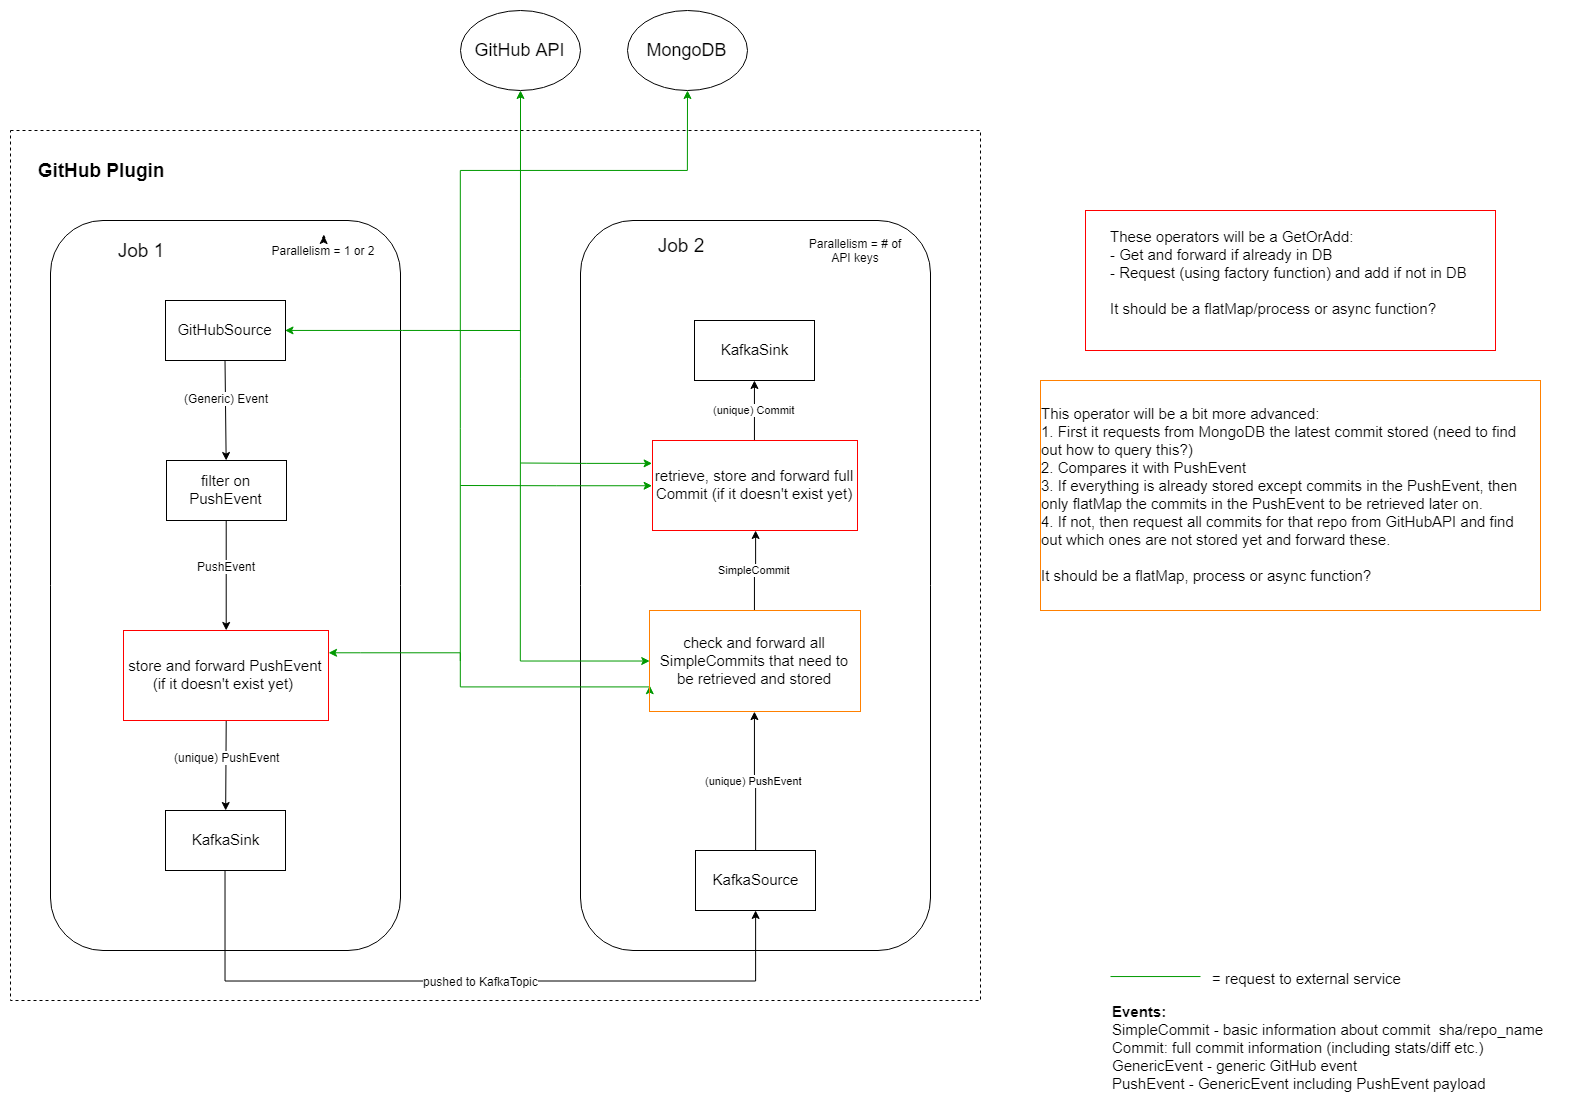 GitHub API
MongoDB
GitHub Plugin
Job 1
Parallelism = 1 or 2
GitHubSource
(Generic) Event
filter on
PushEvent
PushEvent
store and forward PushEvent
(if it doesn't exist yet)
(unique) PushEvent
KafkaSink
pushed to KafkaTopic
Job 2
Parallelism = # of
API keys
KafkaSink
(unique) Commit
retrieve, store and forward full
Commit (if it doesn't exist yet)
SimpleCommit
check and forward all
SimpleCommits that need to
be retrieved and stored
(unique) PushEvent
KafkaSource
These operators will be a GetOrAdd:
- Get and forward if already in DB
- Request (using factory function) and add if not in DB
It should be a flatMap/process or async function?
This operator will be a bit more advanced:
1. First it requests from MongoDB the latest commit stored (need to find
out how to query this?)
2. Compares it with PushEvent
3. If everything is already stored except commits in the PushEvent, then
only flatMap the commits in the PushEvent to be retrieved later on.
4. If not, then request all commits for that repo from GitHubAPI and find
out which ones are not stored yet and forward these.
It should be a flatMap, process or async function?
= request to external service
Events:
SimpleCommit - basic information about commit  sha/repo_name
Commit: full commit information (including stats/diff etc.)
GenericEvent - generic GitHub event
PushEvent - GenericEvent including PushEvent payload